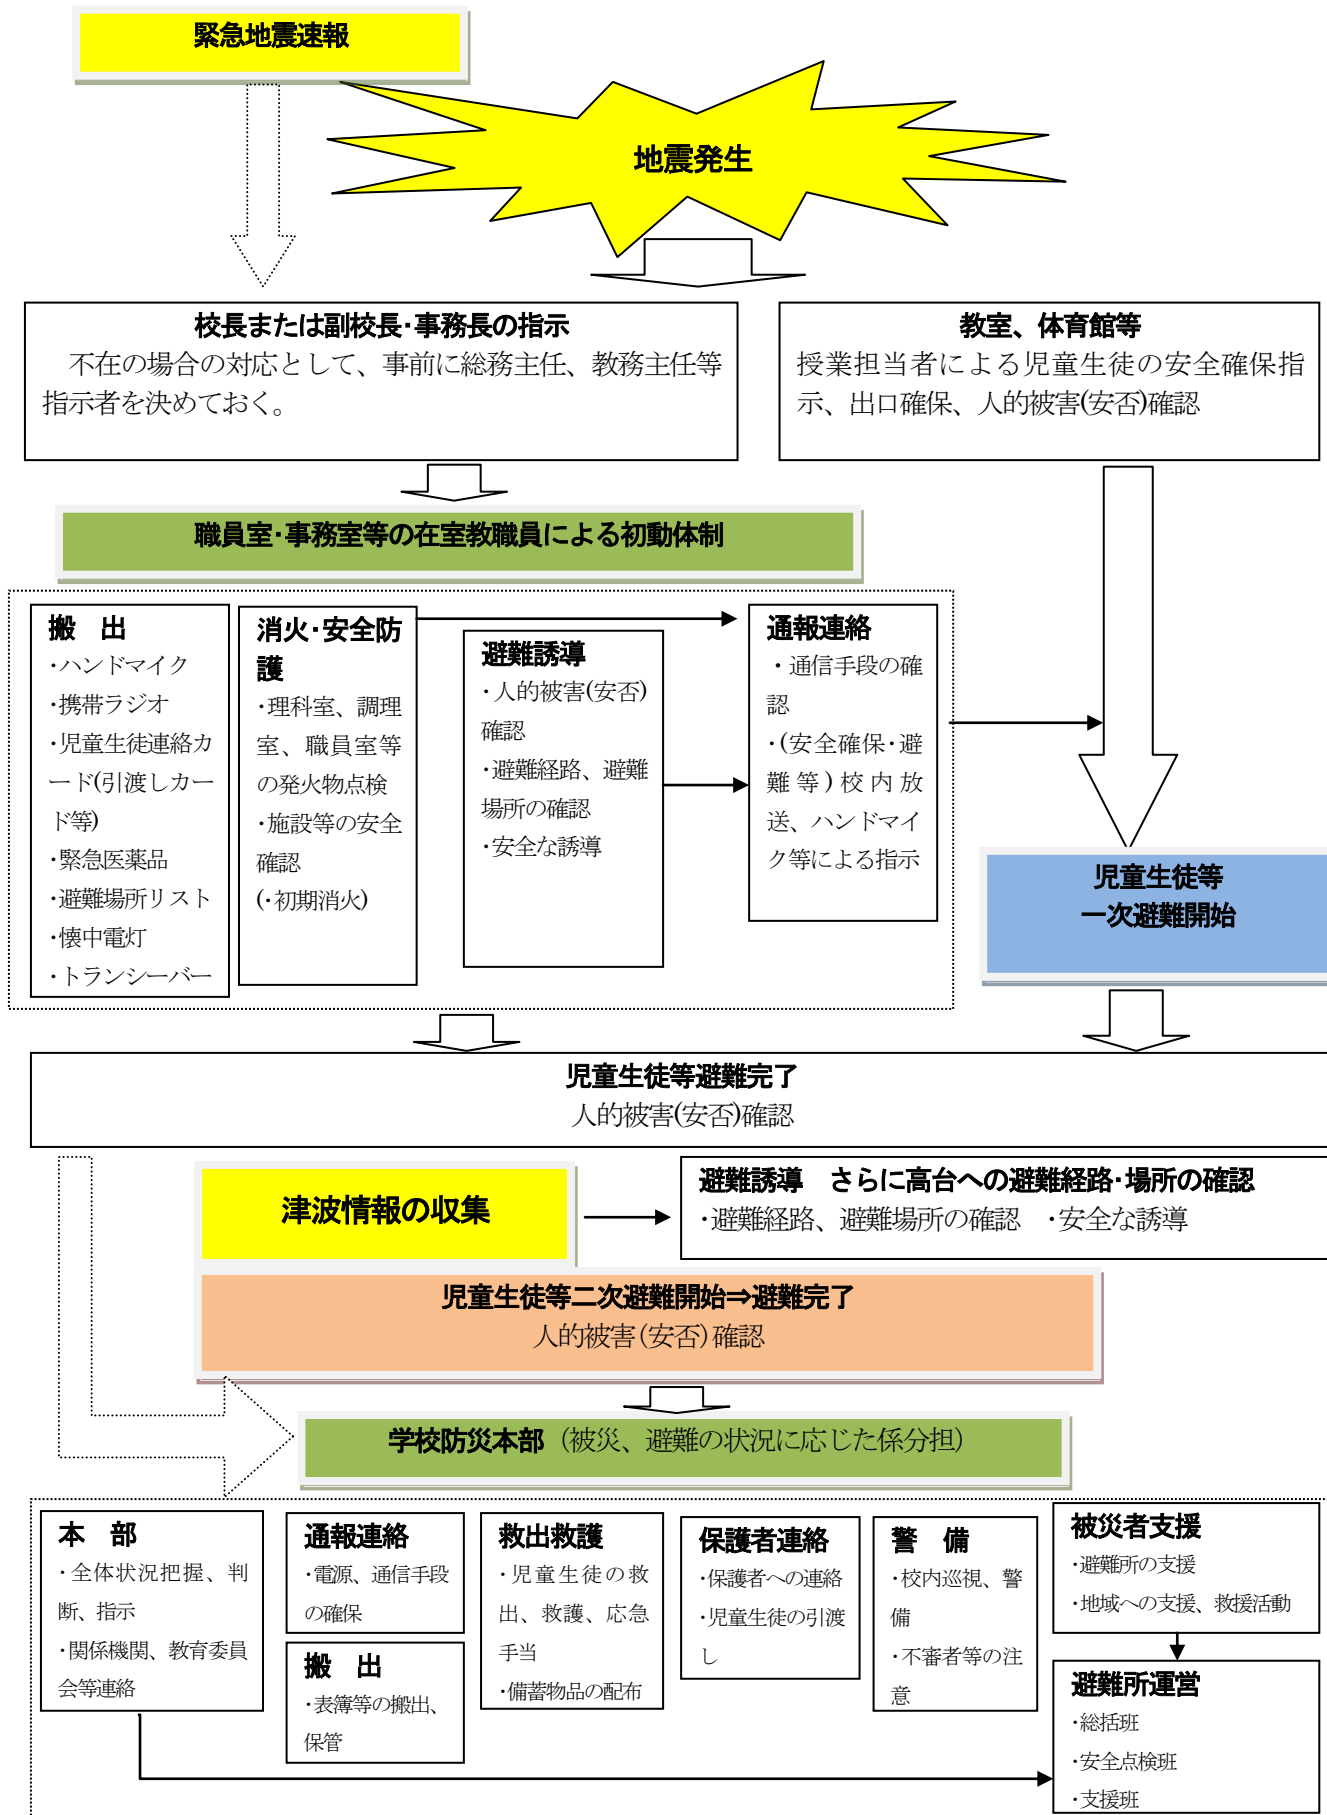 緊急地震速報
地震発生
校長または副校長・事務長の指示
不在の場合の対応として、事前に総務主任、教務主任等
指示者を決めておく。
教室、体育館等
授業担当者による児童生徒の安全確保指
示、出口確保、人的被害(安否)確認
職員室・事務室等の在室教職員による初動体制
搬　出
・ハンドマイク
・携帯ラジオ
・児童生徒連絡カ
ード(引渡しカー
ド等)
・緊急医薬品
・避難場所リスト
・懐中電灯
・トランシーバー
消火・安全防
護
・理科室、調理
室、職員室等
の発火物点検
・施設等の安全
確認
(・初期消火)
避難誘導
・人的被害(安否)
確認
・避難経路、避難
場所の確認
・安全な誘導
通報連絡
・通信手段の確
認
・(安全確保・避
難等)校内放
送、ハンドマイ
ク等による指示
児童生徒等
一次避難開始
児童生徒等避難完了
人的被害(安否)確認
津波情報の収集
避難誘導　さらに高台への避難経路・場所の確認
・避難経路、避難場所の確認　・安全な誘導
児童生徒等二次避難開始⇒避難完了
人的被害(安否)確認
学校防災本部（被災、避難の状況に応じた係分担）
本　部
・全体状況把握、判
断、指示
・関係機関、教育委員
会等連絡
通報連絡
・電源、通信手段
の確保
搬　出
・表簿等の搬出、
保管
救出救護
・児童生徒の救
出、救護、応急
手当
・備蓄物品の配布
保護者連絡
・保護者への連絡
・児童生徒の引渡
し
警　備
・校内巡視、警
備
・不審者等の注
意
被災者支援
・避難所の支援
・地域への支援、救援活動
避難所運営
・総括班
・安全点検班
・支援班